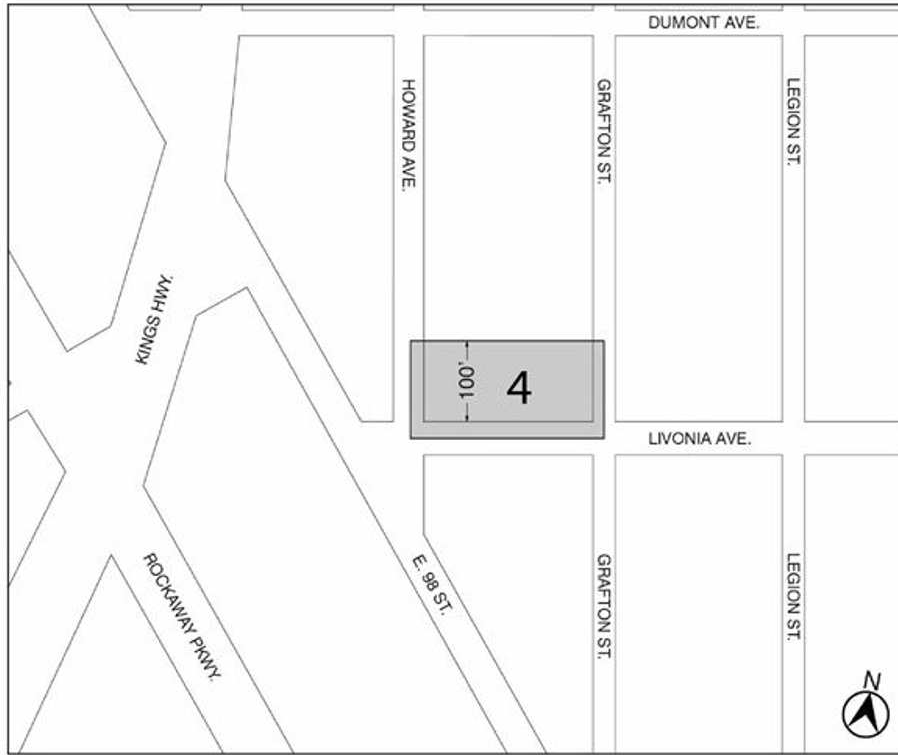 DUMONT AVE.
HOWARD AVE.
GRAFTON ST.
LEGION ST.
KINGS HWY.
100'
4
LIVONIA AVE.
ROCKAWAY PKWY.
E. 98 ST.
GRAFTON ST.
LEGION ST.
N